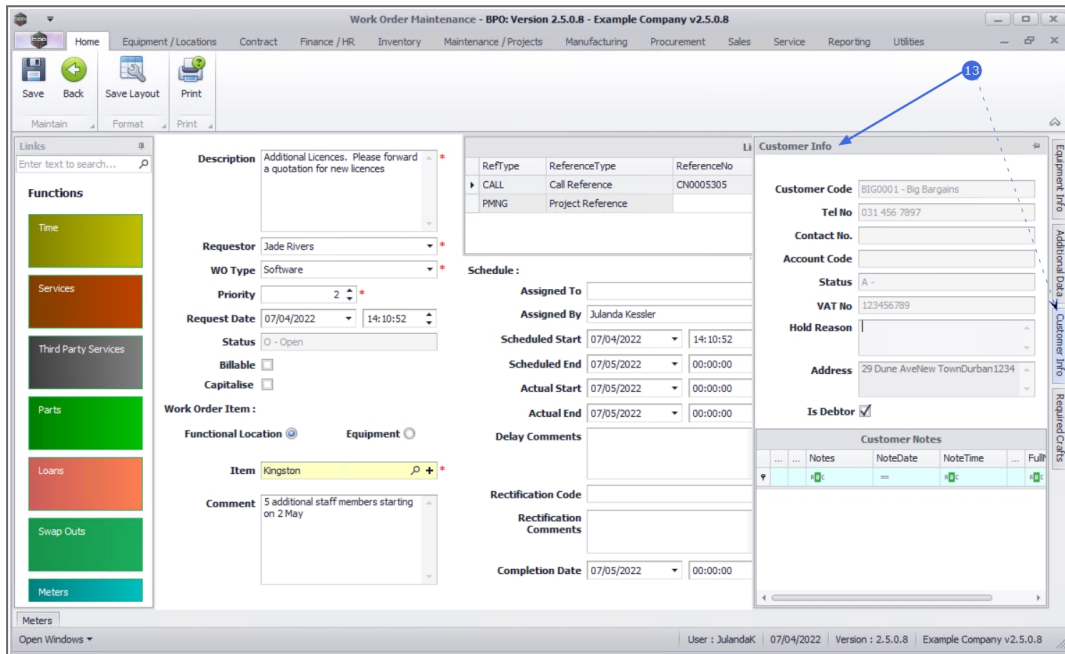 Work Order Maintenance - BPO: Version 2.5.0.8 - Example Company v2.5.0.8
Home Equipment / Locations Contract Finance / HR Inventory Maintenance / Projects Manufacturing Procurement Sales Service Reporting Utilities
13
Save Back Save Layout Print
Maintain Format Print
Links
Enter text to search...
Functions
Time
Services
Third Party Services
Parts
Loans
Swap Outs
Meters
Description Additional Licences. Please forward *
a quotation for new licences
Requestor Jade Rivers *
WO Type Software *
Priority 2 *
Request Date 07/04/2022 14:10:52
Status O - Open
Billable
Capitalise
Work Order Item :
Functional Location Equipment
Item Kingston *
Comment 5 additional staff members starting
on 2 May
Li
RefType ReferenceType ReferenceNo
CALL Call Reference CN0005305
PMNG Project Reference
Schedule :
Assigned To
Assigned By Julanda Kessler
Scheduled Start 07/04/2022 14:10:52
Scheduled End 07/05/2022 00:00:00
Actual Start 07/05/2022 00:00:00
Actual End 07/05/2022 00:00:00
Delay Comments
Rectification Code
Rectification
Comments
Completion Date 07/05/2022 00:00:00
Customer Info
Customer Code BIG0001 - Big Bargains
Tel No 031 456 7897
Contact No.
Account Code
Status A -
VAT No 123456789
Hold Reason
Address 29 Dune AveNew TownDurban1234
Is Debtor
Customer Notes
... ... Notes NoteDate NoteTime ... FullN
Equipment Info
Additional Data
Customer Info
Required Crafts
Meters
Open Windows
User : JulandaK 07/04/2022 Version : 2.5.0.8 Example Company v2.5.0.8